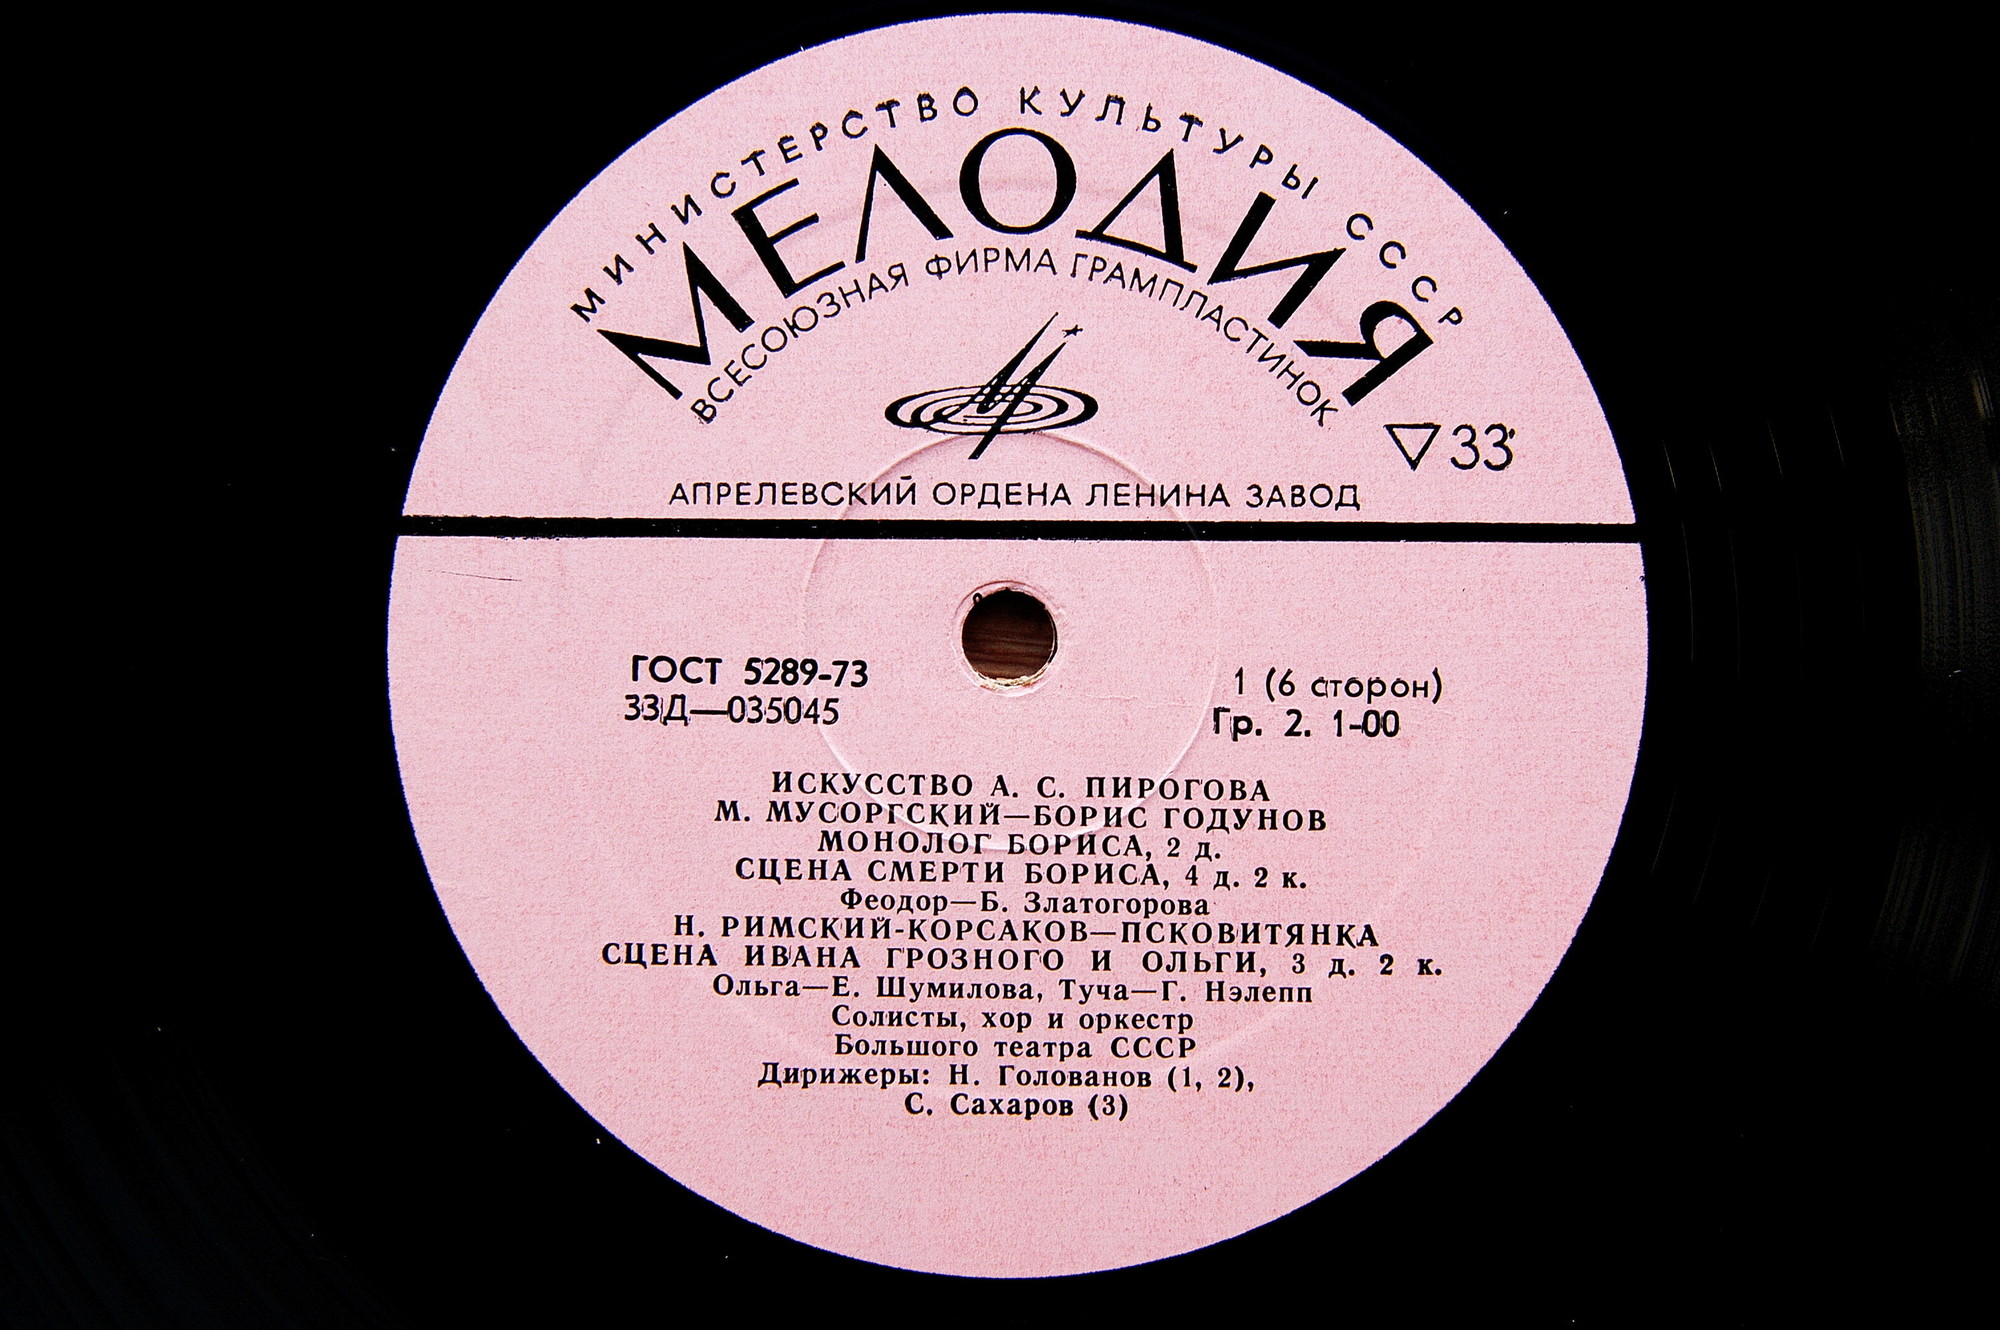 МИНИСТЕРСТВО КУЛЬТУРЫ СССР
МЕЛОДИЯ
ВСЕСОЮЗНАЯ ФИРМА ГРАМПЛАСТИНОК
33
АПРЕЛЕВСКИЙ ОРДЕНА ЛЕНИНА ЗАВОД
ГОСТ 5289-73
33Д—035045
1 (6 сторон)
Гр. 2. 1-00
ИСКУССТВО А. С. ПИРОГОВА
М. МУСОРГСКИЙ—БОРИС ГОДУНОВ
МОНОЛОГ БОРИСА, 2 д.
СЦЕНА СМЕРТИ БОРИСА, 4 д. 2 к.
Феодор—Б. Златогорова
Н. РИМСКИЙ-КОРСАКОВ—ПСКОВИТЯНКА
СЦЕНА ИВАНА ГРОЗНОГО И ОЛЬГИ, 3 д. 2 к.
Ольга—Е. Шумилова, Туча—Г. Нэлепп
Солисты, хор и оркестр
Большого театра СССР
Дирижеры: Н. Голованов (1, 2),
С. Сахаров (3)